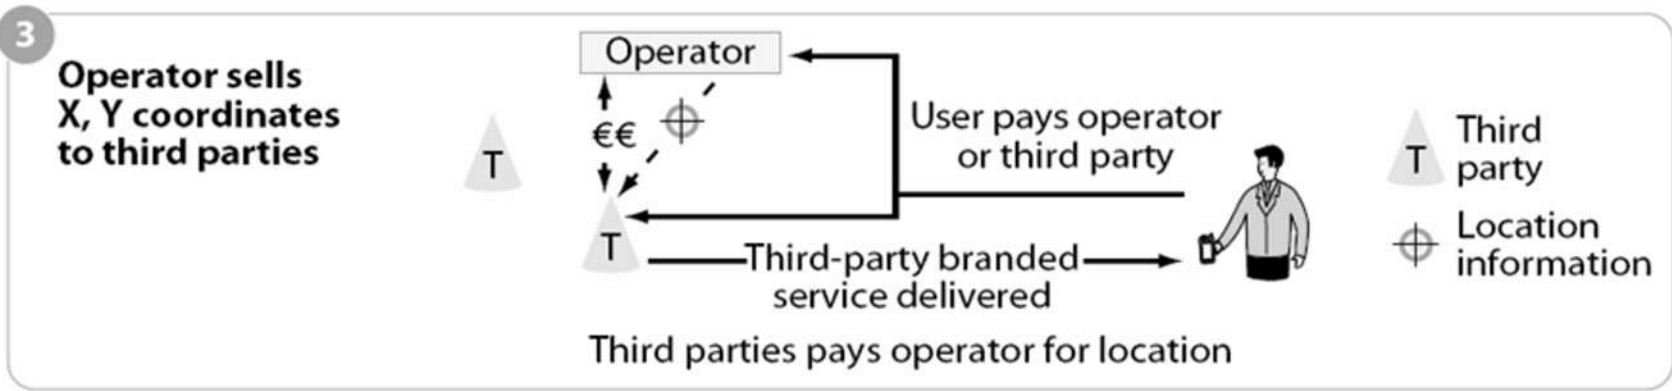 3
Operator sells
X, Y coordinates
to third parties
T
Operator
€€
T
User pays operator
or third party
Third-party branded
service delivered
Third parties pays operator for location
T
Third
party
Location
information